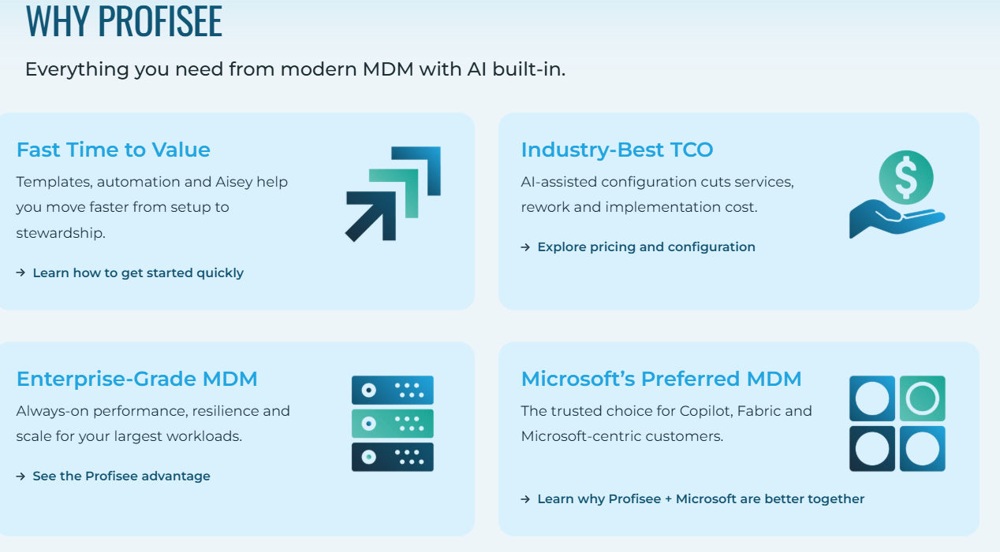 WHY PROFISEE
Everything you need from modern MDM with AI built-in.
Fast Time to Value
Templates, automation and Aisey help
you move faster from setup to
stewardship.
→ Learn how to get started quickly
Industry-Best TCO
AI-assisted configuration cuts services,
rework and implementation cost.
→ Explore pricing and configuration
Enterprise-Grade MDM
Always-on performance, resilience and
scale for your largest workloads.
→ See the Profisee advantage
Microsoft’s Preferred MDM
The trusted choice for Copilot, Fabric and
Microsoft-centric customers.
→ Learn why Profisee + Microsoft are better together